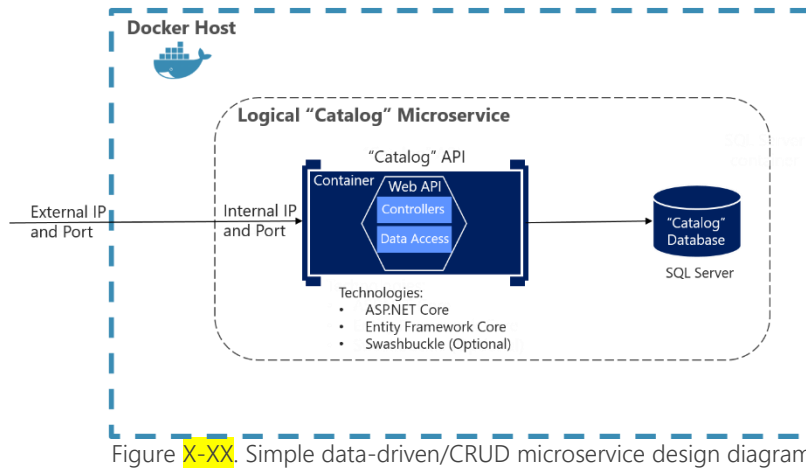 Docker Host
Logical “Catalog” Microservice
“Catalog” API
Container
Web API
Controllers
Data Access
External IP
and Port
Internal IP
and Port
“Catalog”
Database
SQL Server
Technologies:
• ASP.NET Core
• Entity Framework Core
• Swashbuckle (Optional)
Figure X-XX. Simple data-driven/CRUD microservice design diagram